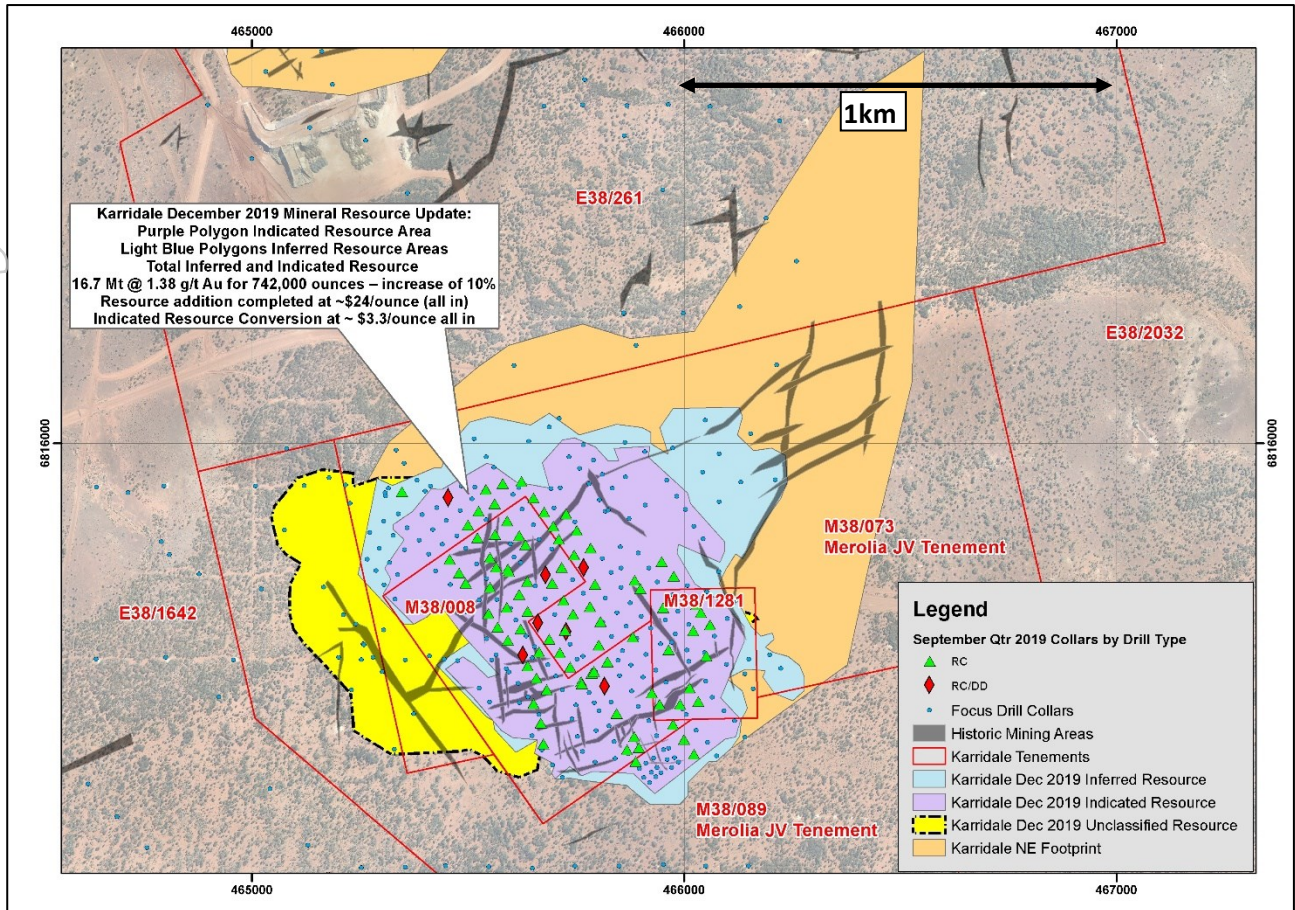 465000
466000
467000
1km
E38/261
Karridale December 2019 Mineral Resource Update:
Purple Polygon Indicated Resource Area
Light Blue Polygons Inferred Resource Areas
Total Inferred and Indicated Resource
16.7 Mt @ 1.38 g/t Au for 742,000 ounces – increase of 10%
Resource addition completed at ~$24/ounce (all in)
Indicated Resource Conversion at ~ $3.3/ounce all in
E38/2032
6816000
6816000
M38/073
Merolia JV Tenement
E38/1642
M38/008
M38/1281
M38/089
Merolia JV Tenement
Legend
September Qtr 2019 Collars by Drill Type
RC
RC/DD
Focus Drill Collars
Historic Mining Areas
Karridale Tenements
Karridale Dec 2019 Inferred Resource
Karridale Dec 2019 Indicated Resource
Karridale Dec 2019 Unclassified Resource
Karridale NE Footprint
465000
466000
467000